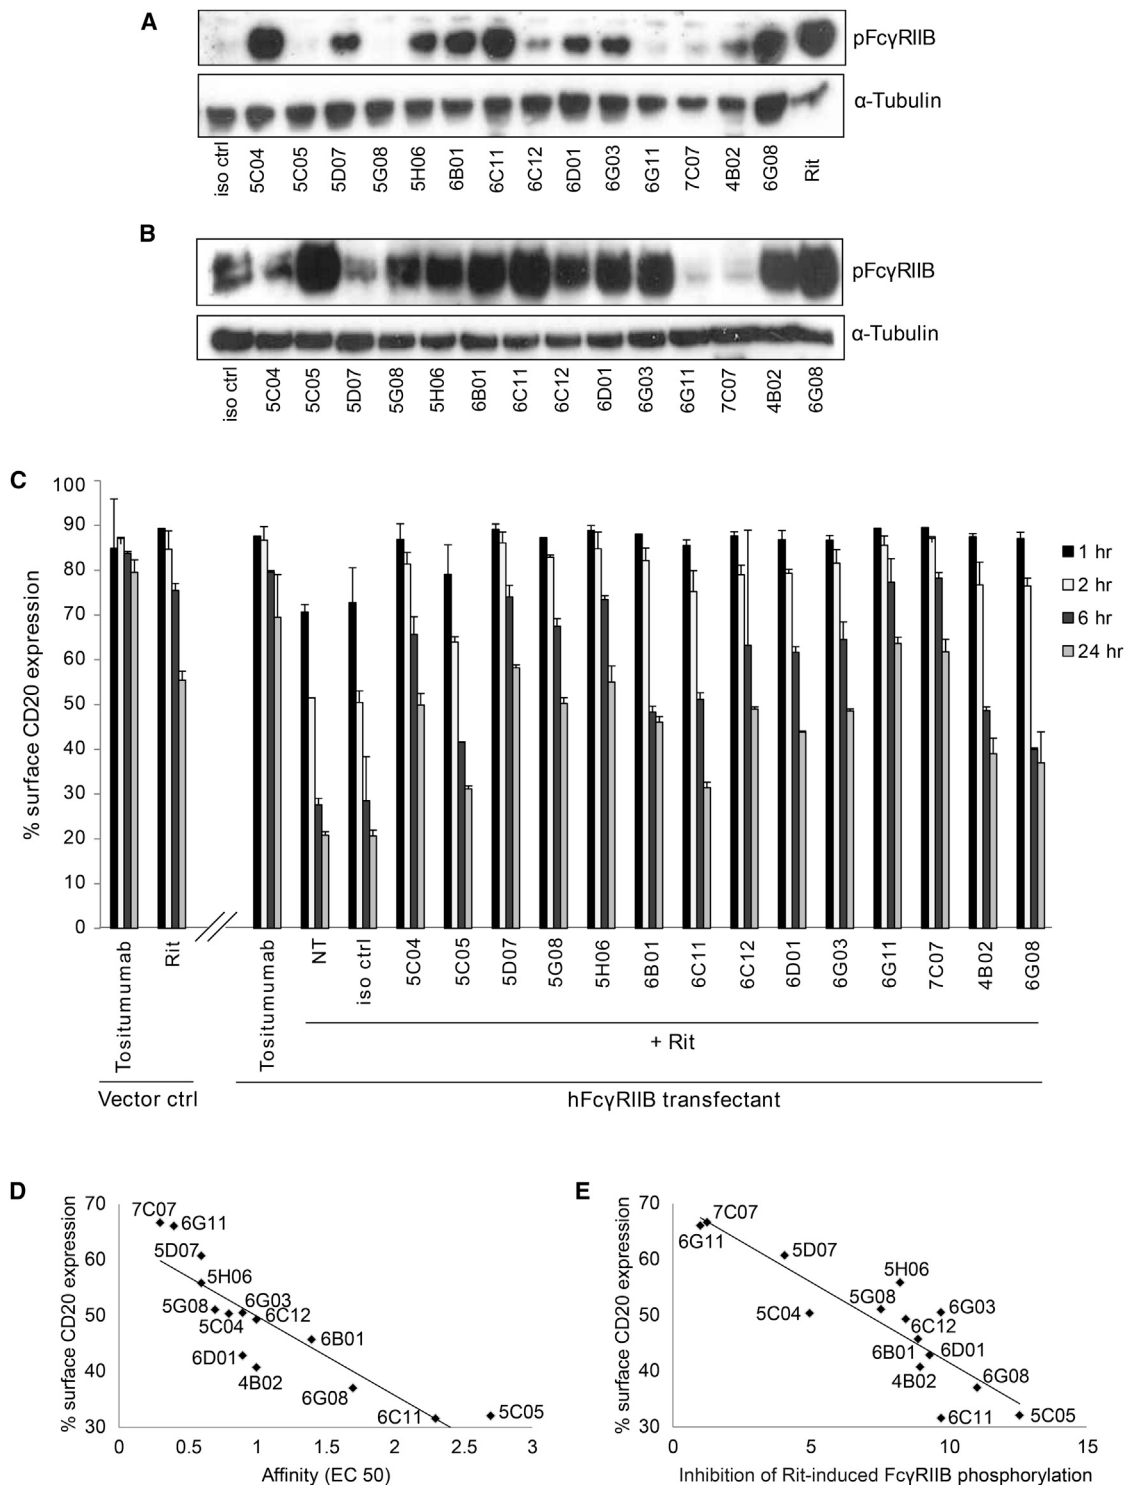 A
pFcγRIIB
α-Tubulin
iso ctrl
5C04
5C05
5D07
5G08
5H06
6B01
6C11
6C12
6D01
6G03
6G11
7C07
4B02
6G08
Rit
B
pFcγRIIB
α-Tubulin
iso ctrl
5C04
5C05
5D07
5G08
5H06
6B01
6C11
6C12
6D01
6G03
6G11
7C07
4B02
6G08
C
% surface CD20 expression
100
90
80
70
60
50
40
30
20
10
0
1 hr
2 hr
6 hr
24 hr
Tositumumab
Rit
Tositumumab
NT
iso ctrl
5C04
5C05
5D07
5G08
5H06
6B01
6C11
6C12
6D01
6G03
6G11
7C07
4B02
6G08
+ Rit
Vector ctrl
hFcγRIIB transfectant
D
% surface CD20 expression
70
60
50
40
30
7C07
6G11
5D07
5H06
5G08
6G03
5C04
6C12
6B01
6D01
4B02
6G08
6C11
5C05
0
0.5
1
1.5
2
2.5
3
Affinity (EC 50)
E
% surface CD20 expression
70
60
50
40
30
7C07
6G11
5D07
5H06
5G08
6G03
5C04
6C12
6B01
6D01
4B02
6G08
6C11
5C05
0
5
10
15
Inhibition of Rit-induced FcγRIIB phosphorylation